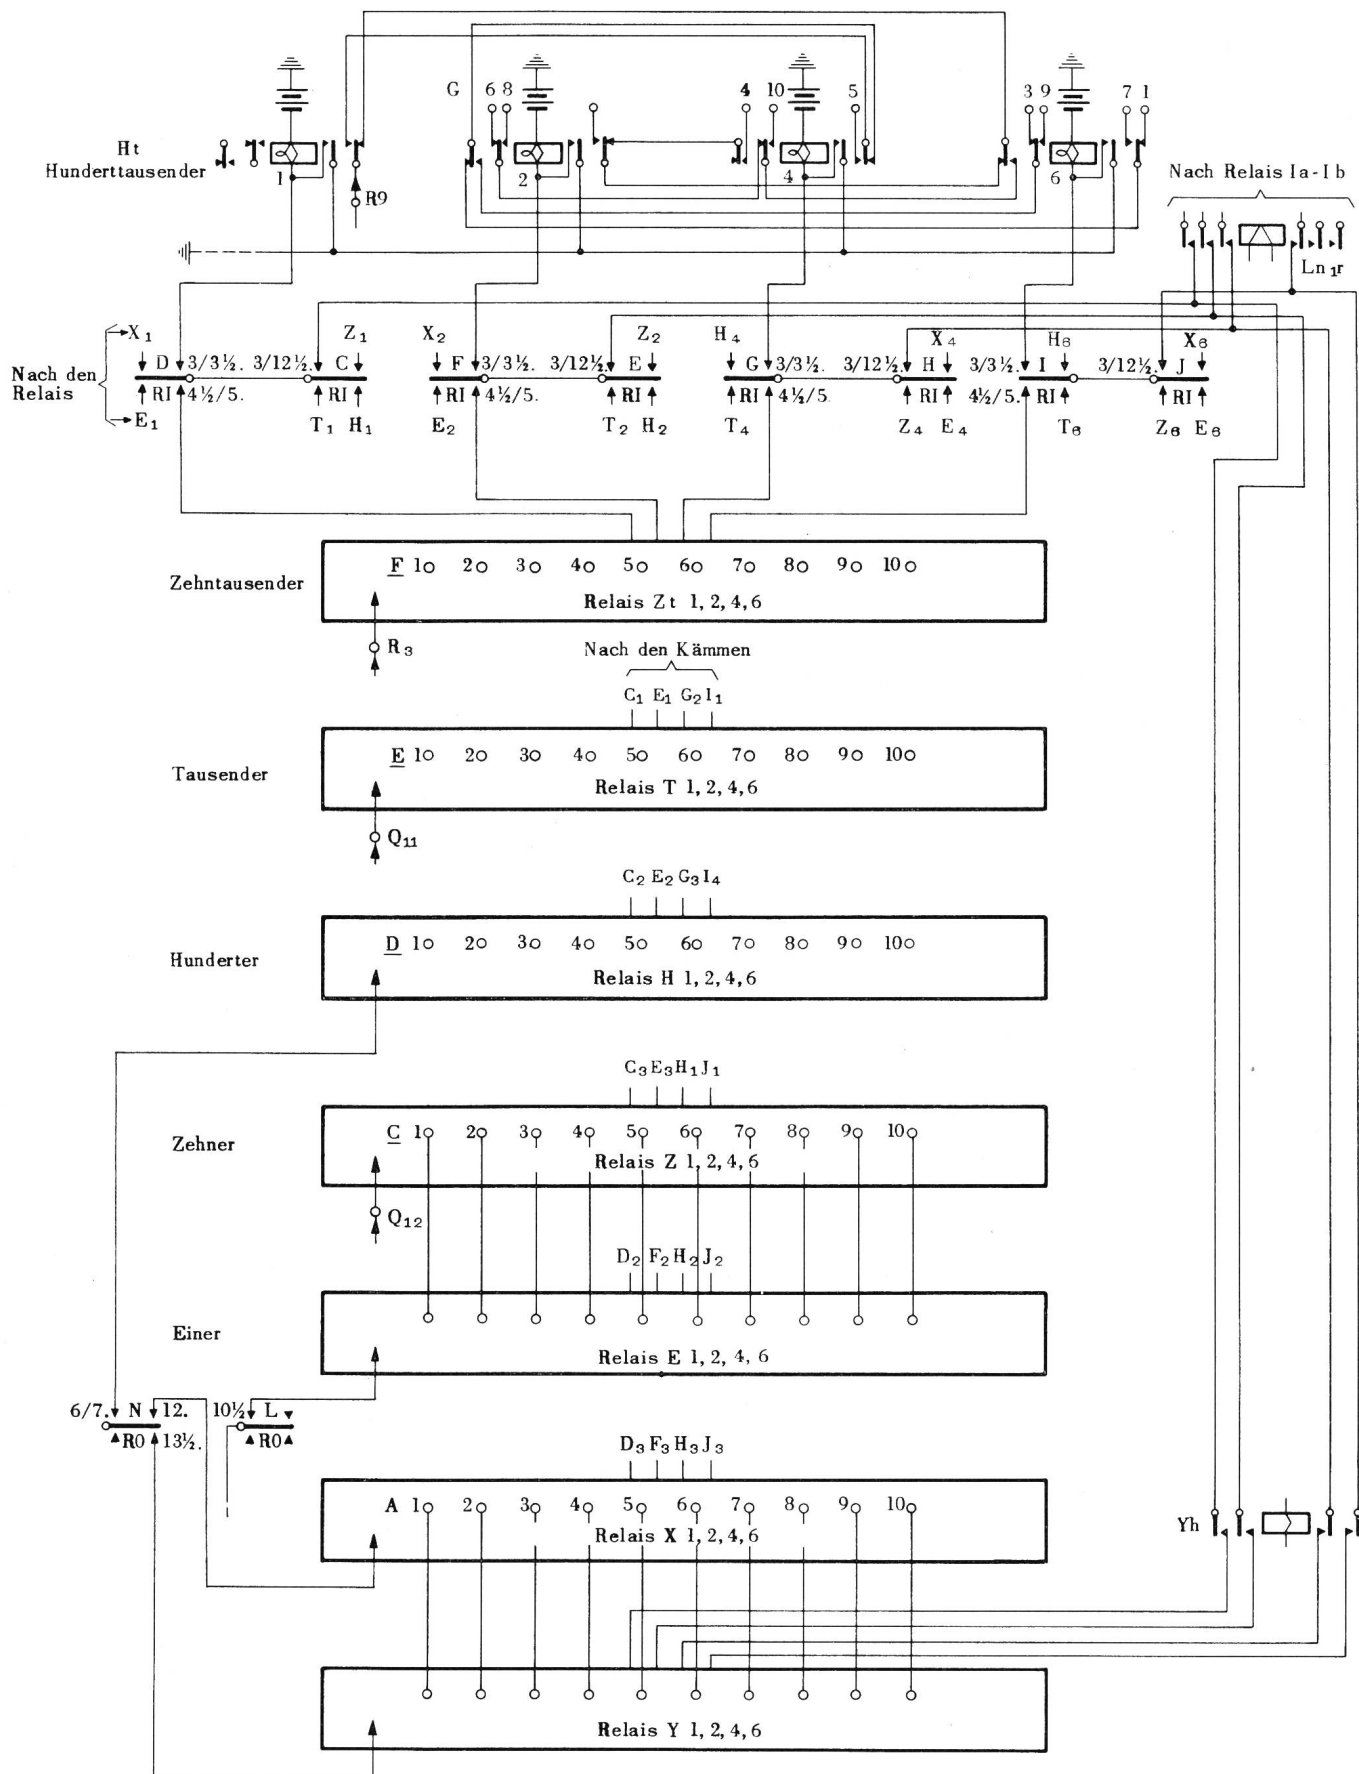 G 6 8 4 10 5 3 9 7 1
Ht
Hunderttausender
1 2 4 6
R9
Nach Relais Ia-Ib
Ln₁r
X₁ Z₁ X₂ Z₂ H₄ X₄ H₆ X₆
Nach den
Relais
D 3/3½. 3/12½. C F 3/3½. 3/12½. E G 3/3½. 3/12½. H 3/3½. I 3/12½. J
RI 4½/5. RI RI 4½/5. RI RI 4½/5. RI 4½/5. RI RI
E₁ T₁ H₁ E₂ T₂ H₂ T₄ Z₄ E₄ T₆ Z₆ E₆
Zehntausender
F 1 2 3 4 5 6 7 8 9 10
Relais Zt 1, 2, 4, 6
R₃
Nach den Kämmen
C₁ E₁ G₂ I₁
Tausender
E 1 2 3 4 5 6 7 8 9 10
Relais T 1, 2, 4, 6
Q₁₁
C₂ E₂ G₃ I₄
Hunderter
D 1 2 3 4 5 6 7 8 9 10
Relais H 1, 2, 4, 6
C₃ E₃ H₁ J₁
Zehner
C 1 2 3 4 5 6 7 8 9 10
Relais Z 1, 2, 4, 6
Q₁₂
D₂ F₂ H₂ J₂
Einer
Relais E 1, 2, 4, 6
6/7. N 12. 10½ L
RO 13½. RO
D₃ F₃ H₃ J₃
A 1 2 3 4 5 6 7 8 9 10
Relais X 1, 2, 4, 6
Yh
Relais Y 1, 2, 4, 6